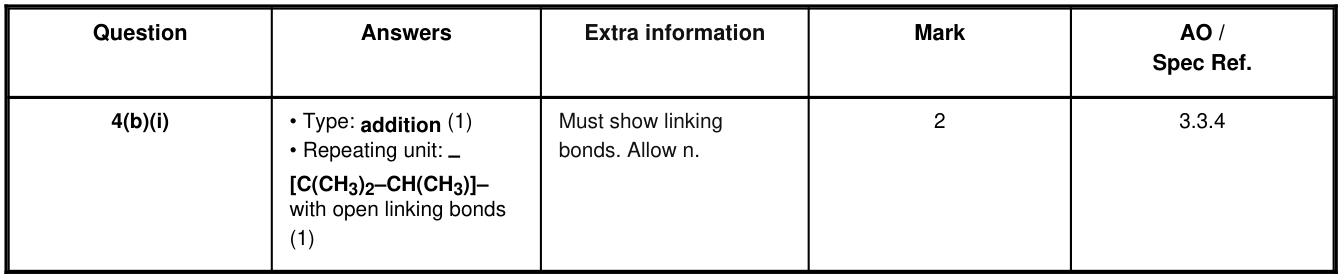 Question Answers Extra information Mark AO /
Spec Ref.
4(b)(i) • Type: addition (1) Must show linking 2 3.3.4
• Repeating unit: – bonds. Allow n.
[C(CH₃)₂–CH(CH₃)]–
with open linking bonds
(1)